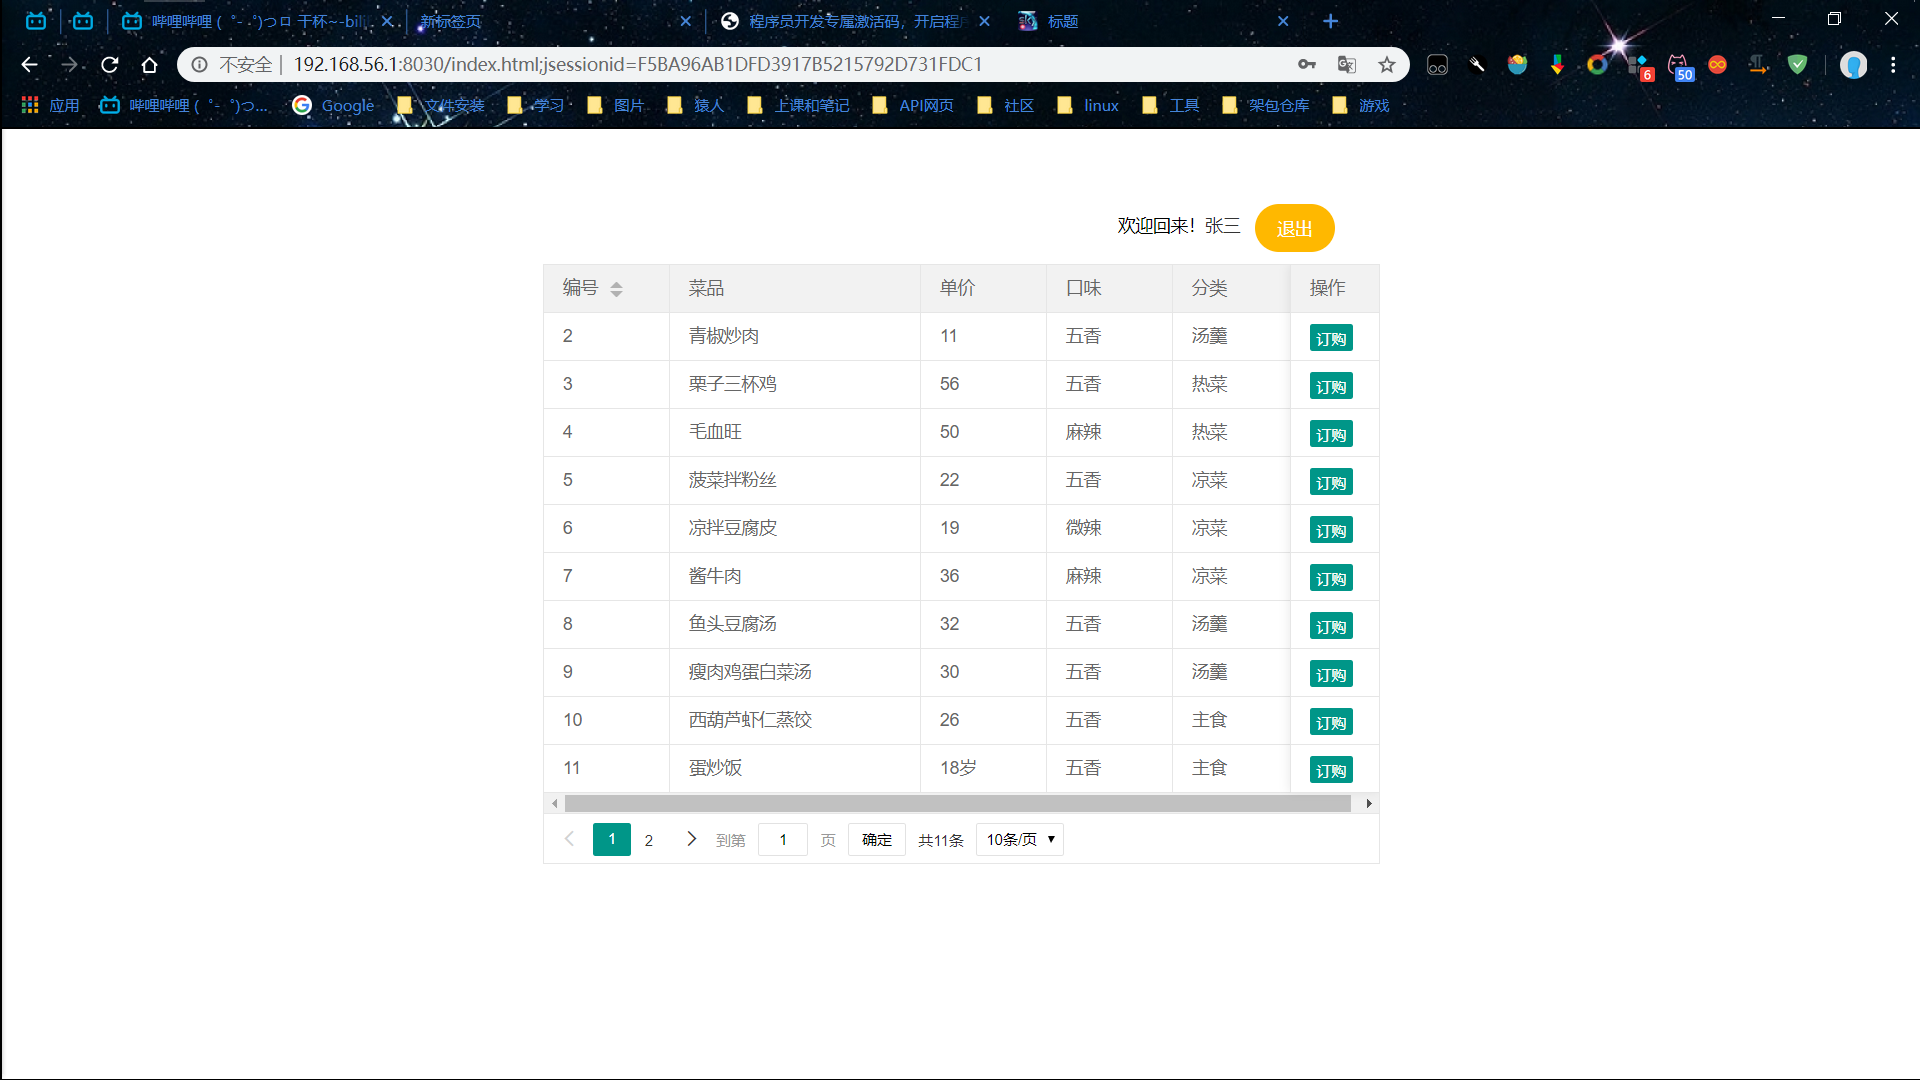 哔哩哔哩 ( ゜- ゜)つロ 干杯~-bili
新标签页
程序员开发专属激活码，开启程
标题
不安全 | 192.168.56.1:8030/index.html;jsessionid=F5BA96AB1DFD3917B5215792D731FDC1
6
50
应用 哔哩哔哩 ( ゜- ゜)つ... Google 文件安装 学习 图片 猿人 上课和笔记 API网页 社区 linux 工具 架包仓库 游戏
欢迎回来！张三 退出
编号 菜品 单价 口味 分类 操作
2 青椒炒肉 11 五香 汤羹 订购
3 栗子三杯鸡 56 五香 热菜 订购
4 毛血旺 50 麻辣 热菜 订购
5 菠菜拌粉丝 22 五香 凉菜 订购
6 凉拌豆腐皮 19 微辣 凉菜 订购
7 酱牛肉 36 麻辣 凉菜 订购
8 鱼头豆腐汤 32 五香 汤羹 订购
9 瘦肉鸡蛋白菜汤 30 五香 汤羹 订购
10 西葫芦虾仁蒸饺 26 五香 主食 订购
11 蛋炒饭 18岁 五香 主食 订购
1 2 到第 1 页 确定 共11条 10条/页